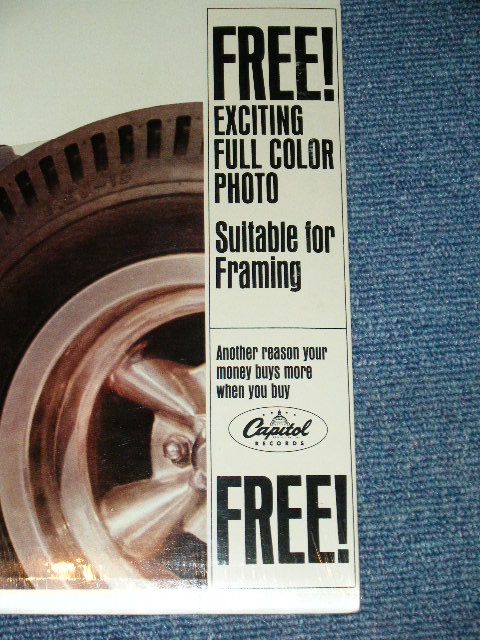 FREE!
EXCITING
FULL COLOR
PHOTO
Suitable for
Framing
Another reason your
money buys more
when you buy
Capitol
RECORDS
FREE!